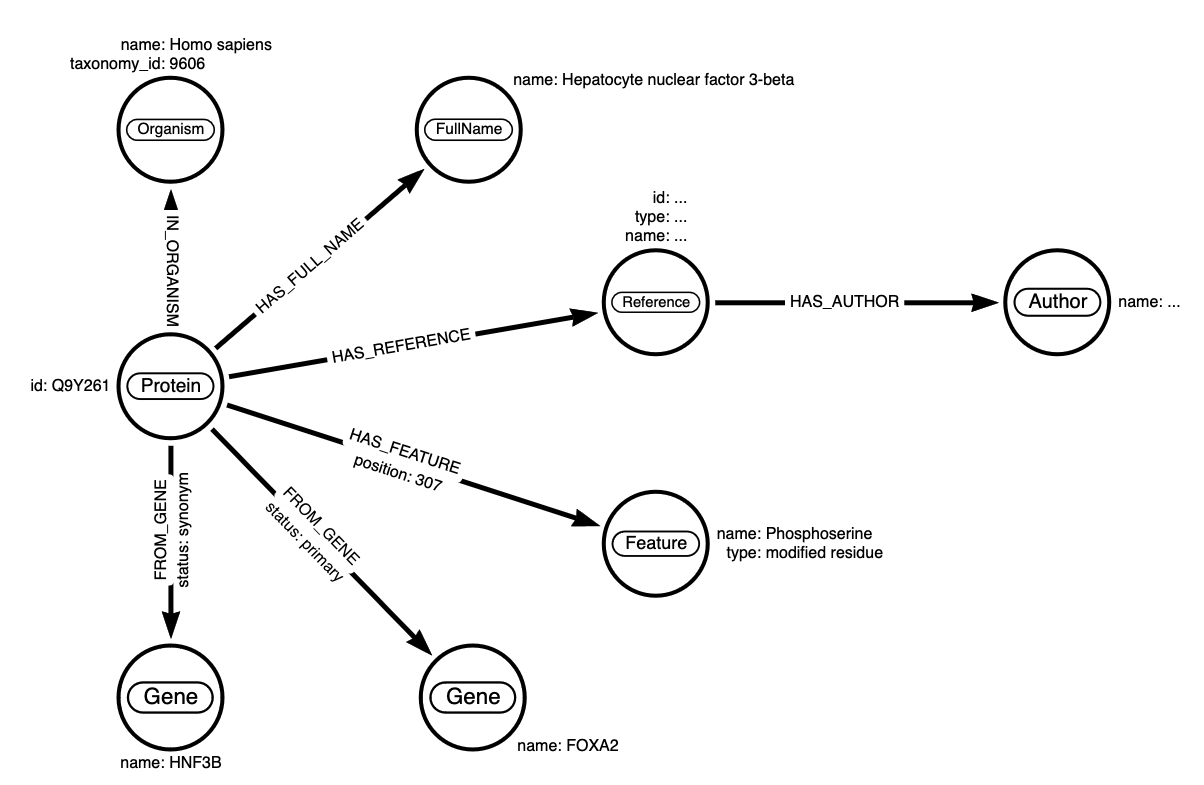 name: Homo sapiens
taxonomy_id: 9606
Organism
name: Hepatocyte nuclear factor 3-beta
FullName
IN_ORGANISM
HAS_FULL_NAME
id: ...
type: ...
name: ...
Reference
HAS_AUTHOR
Author
name: ...
HAS_REFERENCE
id: Q9Y261
Protein
HAS_FEATURE
position: 307
FROM_GENE
status: synonym
FROM_GENE
status: primary
Feature
name: Phosphoserine
type: modified residue
Gene
name: HNF3B
Gene
name: FOXA2